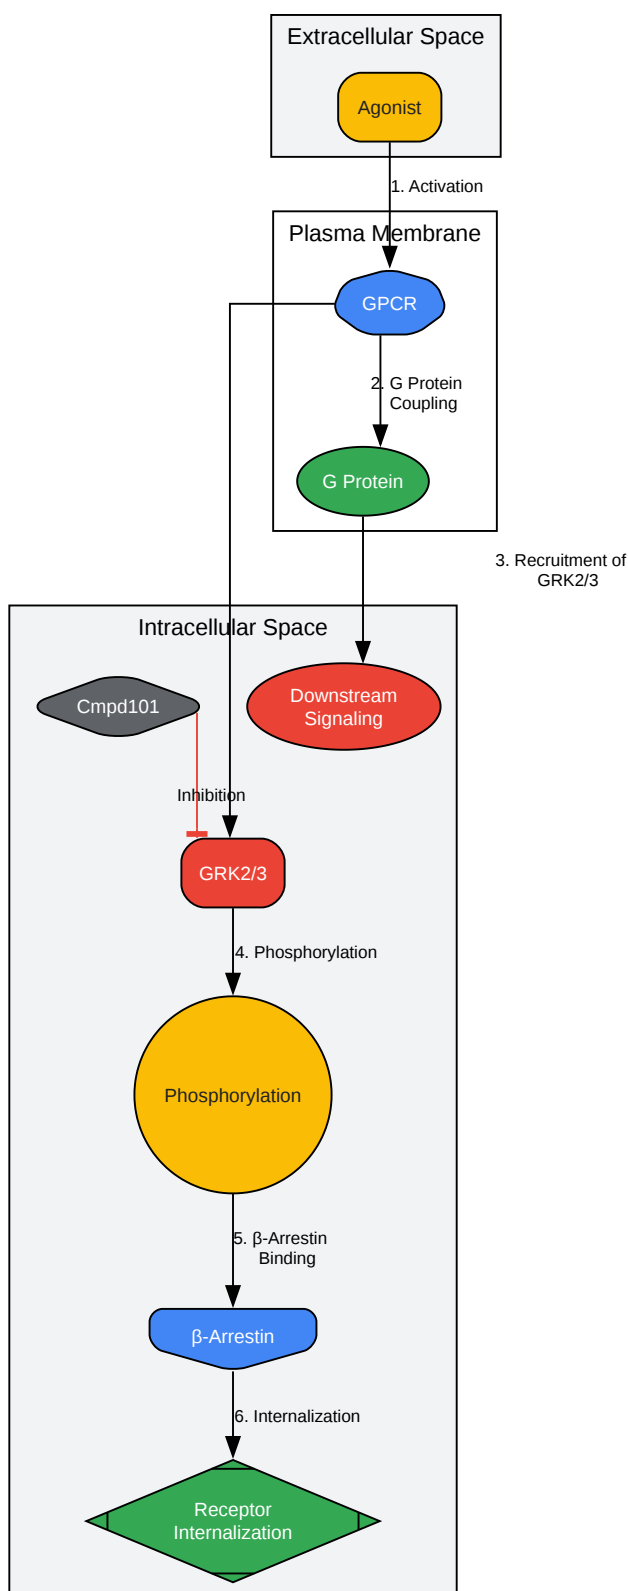 Extracellular Space
Agonist
1. Activation
Plasma Membrane
GPCR
2. G Protein
Coupling
G Protein
3. Recruitment of
GRK2/3
Intracellular Space
Cmpd101
Downstream
Signaling
Inhibition
GRK2/3
4. Phosphorylation
Phosphorylation
5. β-Arrestin
Binding
β-Arrestin
6. Internalization
Receptor
Internalization